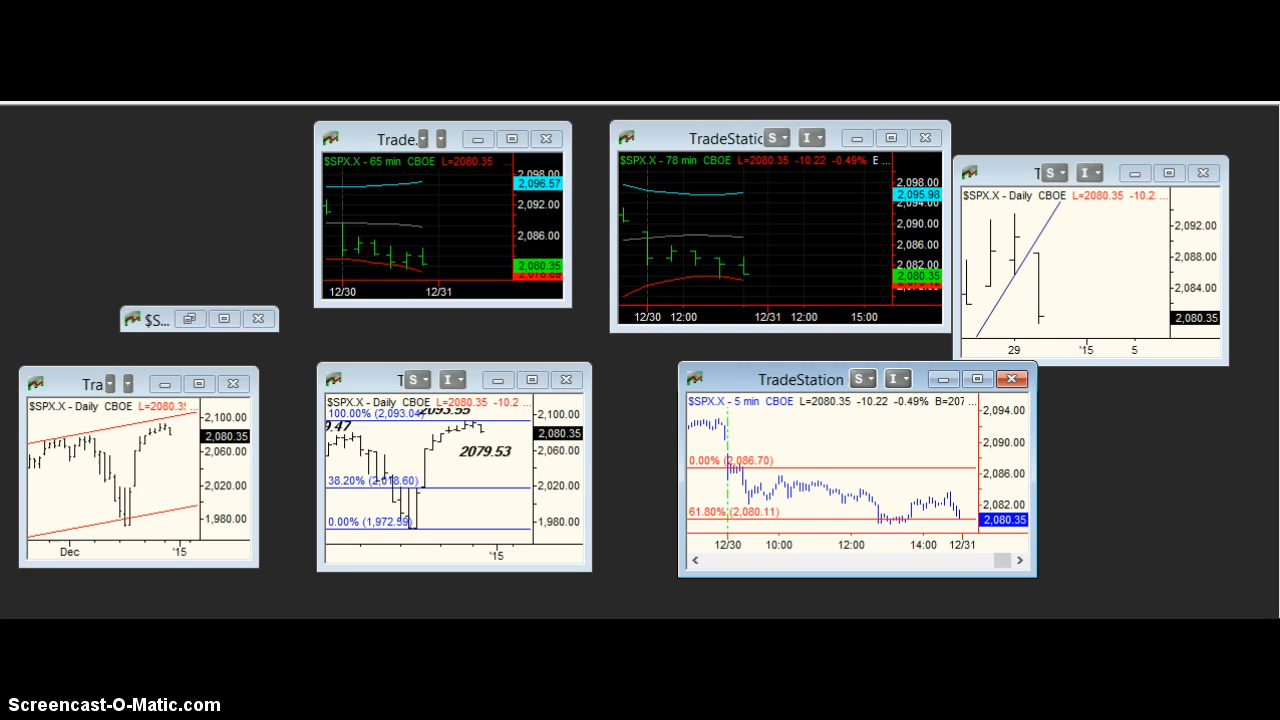 Trade.
$SPX.X - 65 min CBOE L=2080.35 ...
2,098.00
2,096.57
2,092.00
2,086.00
2,080.35
12/30 12/31
TradeStatic S I
$SPX.X - 78 min CBOE L=2080.35 -10.22 -0.49% E ...
2,098.00
2,095.98
2,094.00
2,090.00
2,086.00
2,082.00
2,080.35
12/30 12:00 12/31 12:00 15:00
S I
$SPX.X - Daily CBOE L=2080.35 -10.2 ...
2,092.00
2,088.00
2,084.00
2,080.35
29 '15 5
$S...
Tra
$SPX.X - Daily CBOE L=2080.35 ...
2,100.00
2,080.35
2,060.00
2,020.00
1,980.00
Dec '15
S I
$SPX.X - Daily CBOE L=2080.35 -10.2 ...
100.00% (2,093.04)
2093.55
2,100.00
2,080.35
2079.53
2,060.00
38.20% (2,018.60)
2,020.00
0.00% (1,972.59)
1,980.00
'15
TradeStation S I
$SPX.X - 5 min CBOE L=2080.35 -10.22 -0.49% B=207...
2,094.00
2,090.00
0.00% (2,086.70)
2,086.00
2,082.00
61.80% (2,080.11)
2,080.35
12/30 10:00 12:00 14:00 12/31
Screencast-O-Matic.com